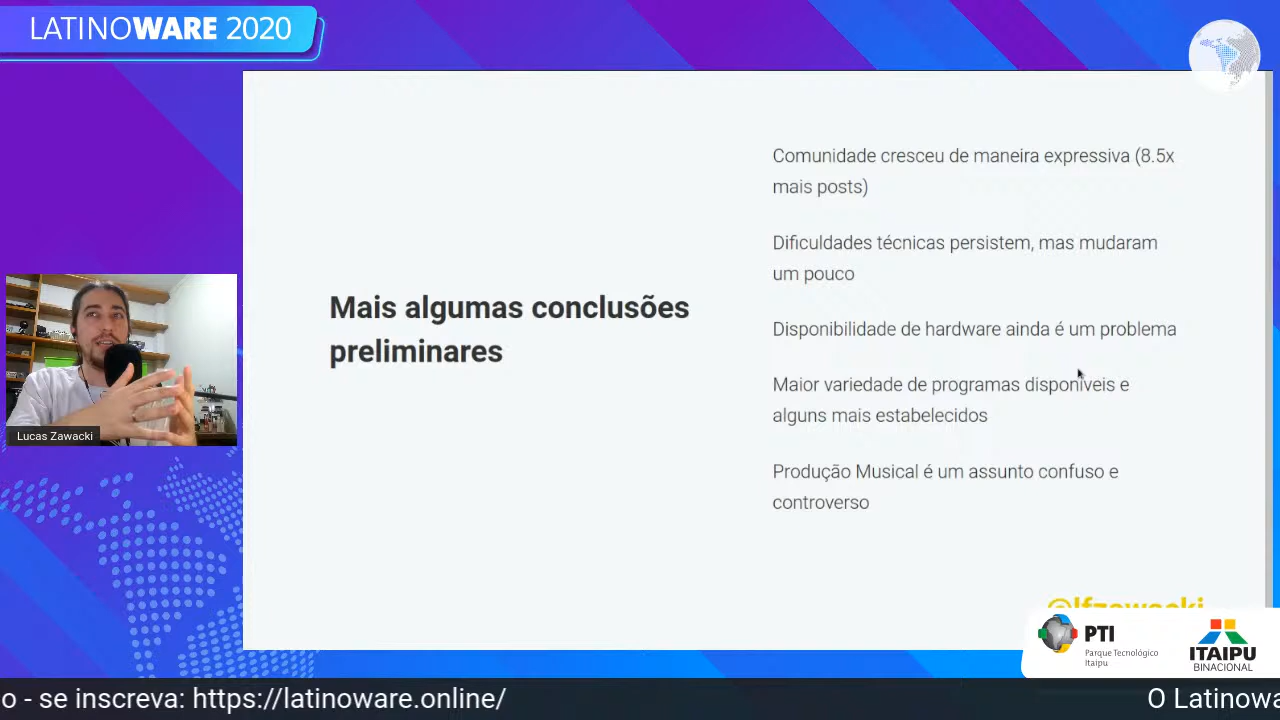 LATINOWARE 2020
Comunidade cresceu de maneira expressiva (8.5x
mais posts)
Dificuldades técnicas persistem, mas mudaram
um pouco
Disponibilidade de hardware ainda é um problema
Mais algumas conclusões
preliminares
Maior variedade de programas disponíveis e
alguns mais estabelecidos
Produção Musical é um assunto confuso e
controverso
Lucas Zawacki
@lfzawacki
PTI
Parque Tecnológico
Itaipu
ITAIPU
BINACIONAL
o - se inscreva: https://latinoware.online/
O Latinowa